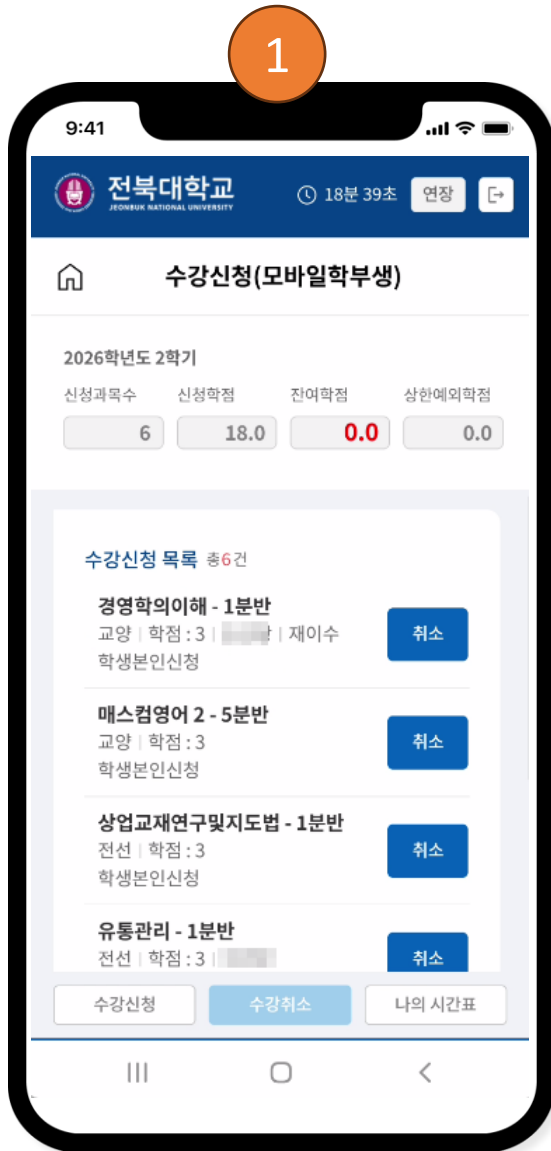 1
9:41
전북대학교
JEONBUK NATIONAL UNIVERSITY
18분 39초 연장
수강신청(모바일학부생)
2026학년도 2학기
신청과목수 신청학점 잔여학점 상한예외학점
6 18.0 0.0 0.0
수강신청 목록 총6건
경영학의이해 - 1분반
교양 | 학점 : 3 | | 재이수
학생본인신청
취소
매스컴영어 2 - 5분반
교양 | 학점 : 3
학생본인신청
취소
상업교재연구및지도법 - 1분반
전선 | 학점 : 3
학생본인신청
취소
유통관리 - 1분반
전선 | 학점 : 3 |
취소
수강신청 수강취소 나의 시간표